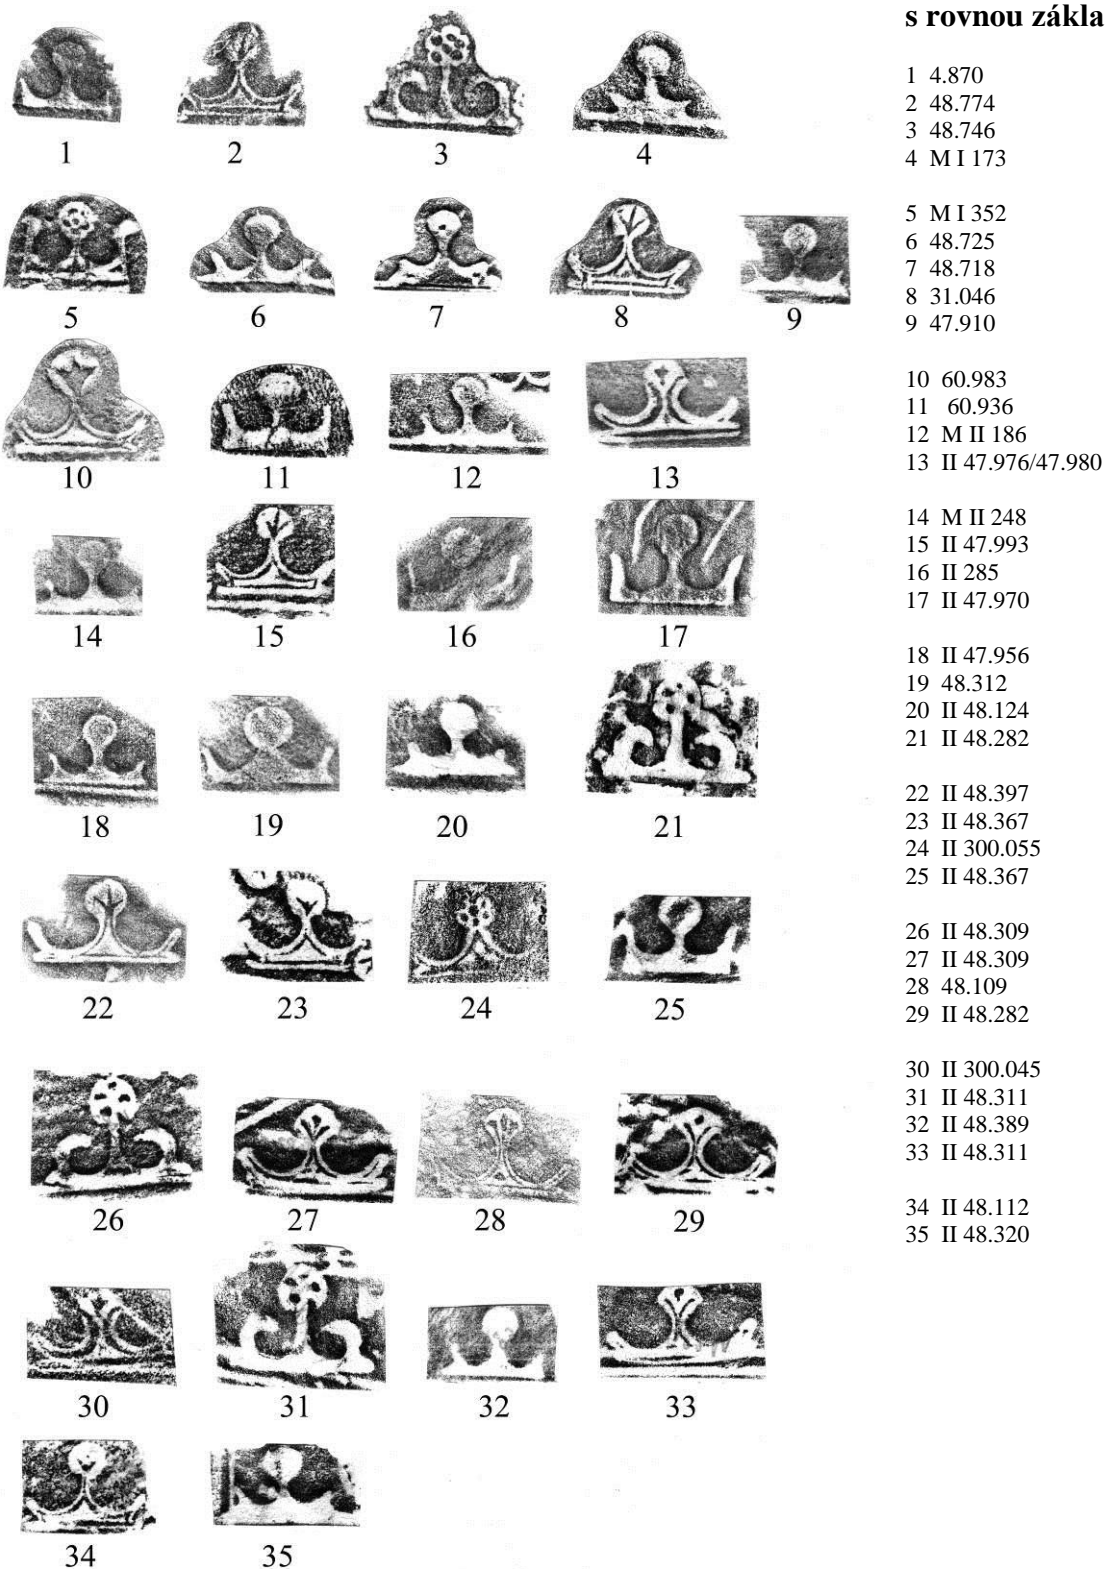 s rovnou zákla
1 4.870
2 48.774
3 48.746
4 M I 173
5 M I 352
6 48.725
7 48.718
8 31.046
9 47.910
10 60.983
11 60.936
12 M II 186
13 II 47.976/47.980
14 M II 248
15 II 47.993
16 II 285
17 II 47.970
18 II 47.956
19 48.312
20 II 48.124
21 II 48.282
22 II 48.397
23 II 48.367
24 II 300.055
25 II 48.367
26 II 48.309
27 II 48.309
28 48.109
29 II 48.282
30 II 300.045
31 II 48.311
32 II 48.389
33 II 48.311
34 II 48.112
35 II 48.320
1 2 3 4
5 6 7 8 9
10 11 12 13
14 15 16 17
18 19 20 21
22 23 24 25
26 27 28 29
30 31 32 33
34 35